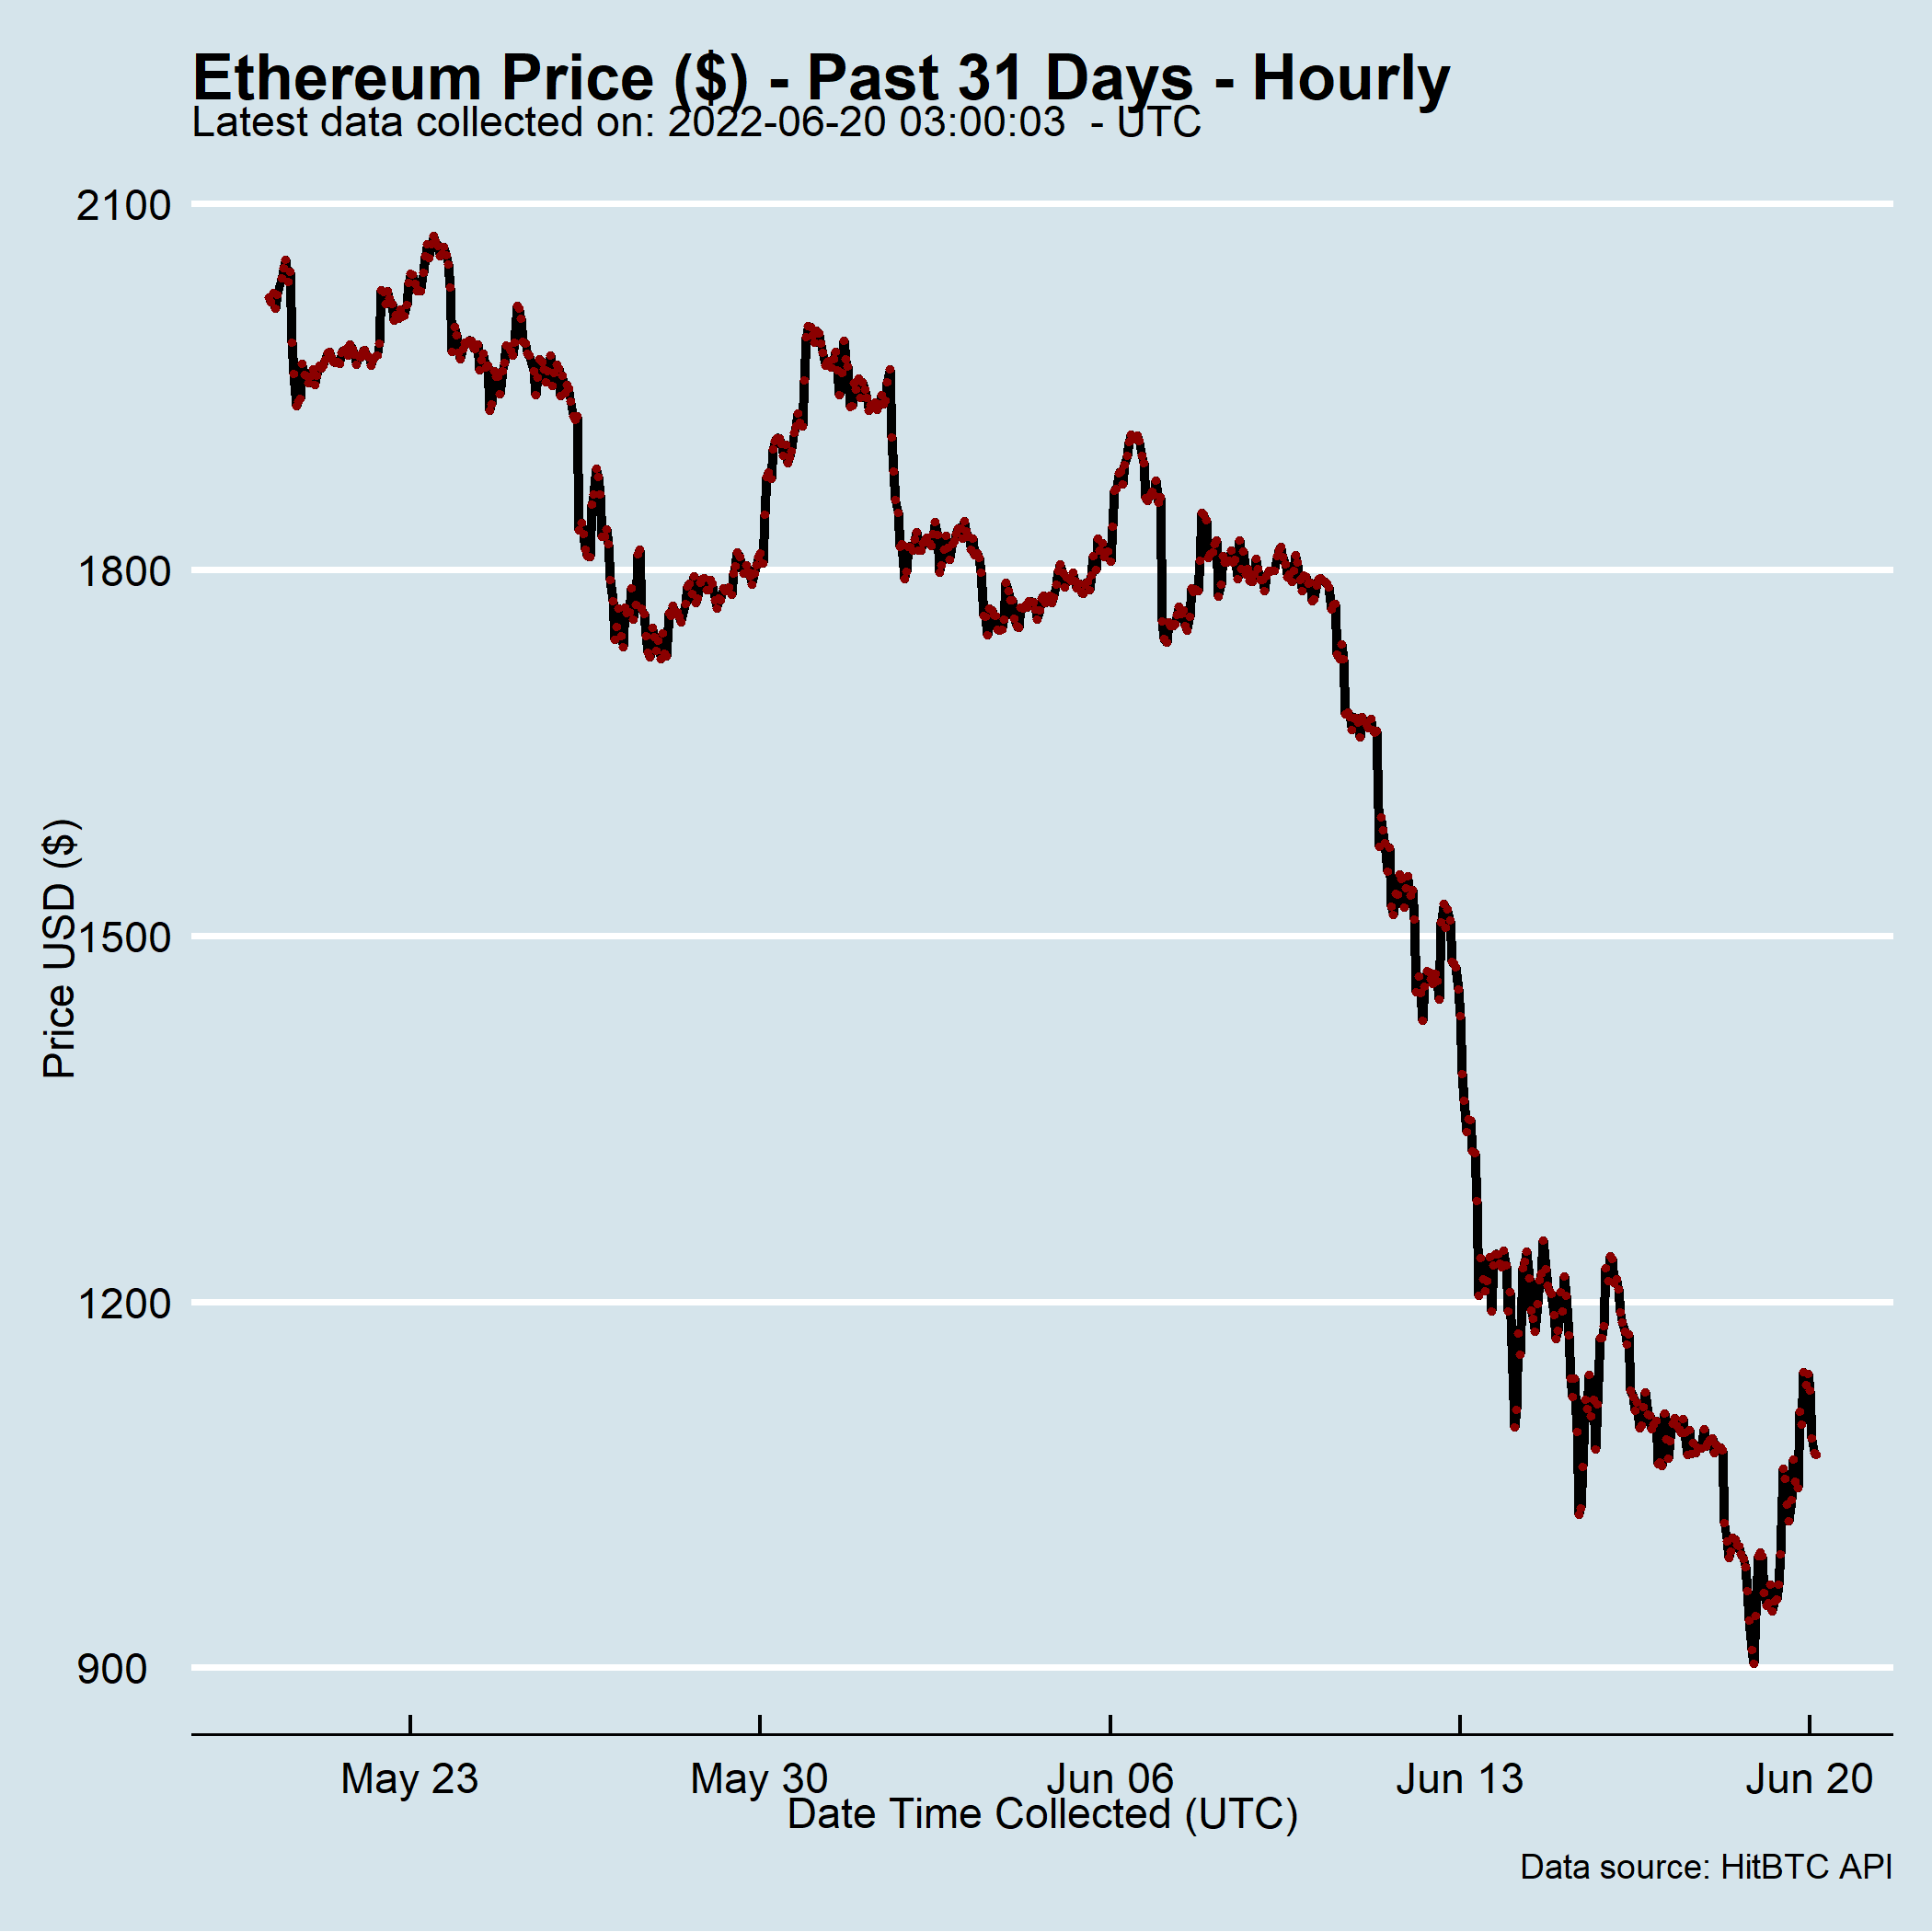 Ethereum Price ($) - Past 31 Days - Hourly
Latest data collected on: 2022-06-20 03:00:03  - UTC
2100
1800
1500
1200
900
Price USD ($)
May 23
May 30
Jun 06
Jun 13
Jun 20
Date Time Collected (UTC)
Data source: HitBTC API